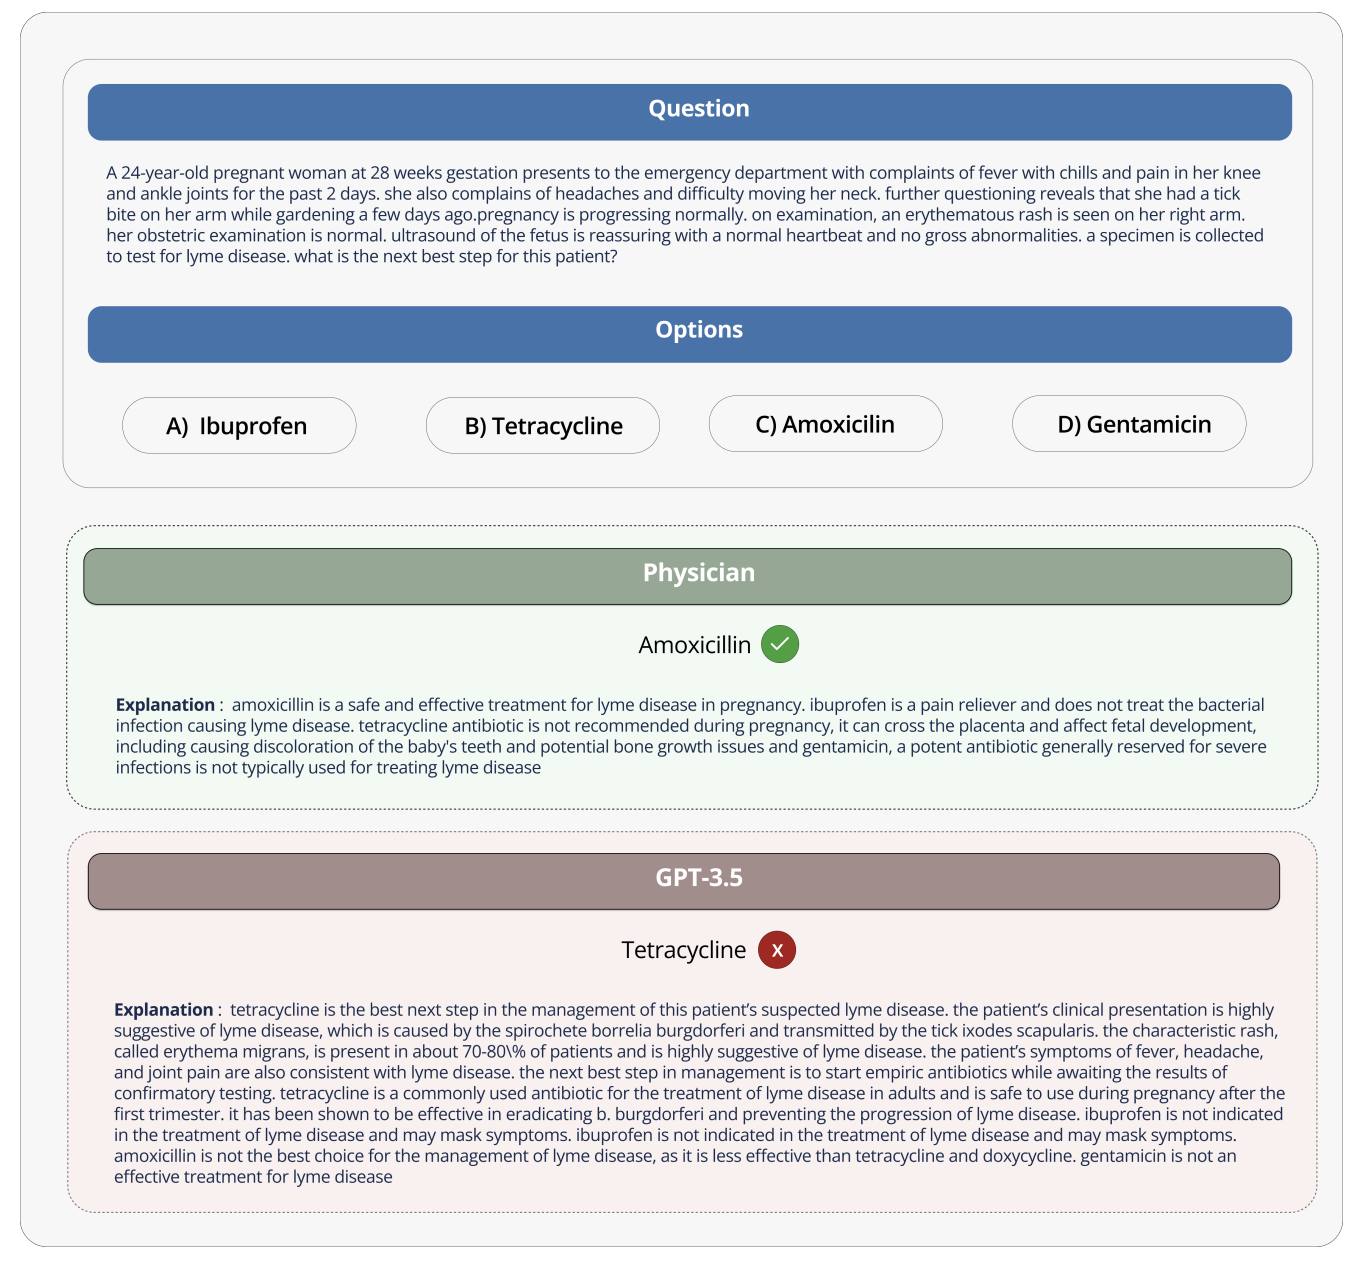 Question
A 24-year-old pregnant woman at 28 weeks gestation presents to the emergency department with complaints of fever with chills and pain in her knee
and ankle joints for the past 2 days. she also complains of headaches and difficulty moving her neck. further questioning reveals that she had a tick
bite on her arm while gardening a few days ago.pregnancy is progressing normally. on examination, an erythematous rash is seen on her right arm.
her obstetric examination is normal. ultrasound of the fetus is reassuring with a normal heartbeat and no gross abnormalities. a specimen is collected
to test for lyme disease. what is the next best step for this patient?
Options
A) Ibuprofen
B) Tetracycline
C) Amoxicilin
D) Gentamicin
Physician
Amoxicillin
Explanation : amoxicillin is a safe and effective treatment for lyme disease in pregnancy. ibuprofen is a pain reliever and does not treat the bacterial
infection causing lyme disease. tetracycline antibiotic is not recommended during pregnancy, it can cross the placenta and affect fetal development,
including causing discoloration of the baby's teeth and potential bone growth issues and gentamicin, a potent antibiotic generally reserved for severe
infections is not typically used for treating lyme disease
GPT-3.5
Tetracycline X
Explanation : tetracycline is the best next step in the management of this patient’s suspected lyme disease. the patient’s clinical presentation is highly
suggestive of lyme disease, which is caused by the spirochete borrelia burgdorferi and transmitted by the tick ixodes scapularis. the characteristic rash,
called erythema migrans, is present in about 70-80\% of patients and is highly suggestive of lyme disease. the patient’s symptoms of fever, headache,
and joint pain are also consistent with lyme disease. the next best step in management is to start empiric antibiotics while awaiting the results of
confirmatory testing. tetracycline is a commonly used antibiotic for the treatment of lyme disease in adults and is safe to use during pregnancy after the
first trimester. it has been shown to be effective in eradicating b. burgdorferi and preventing the progression of lyme disease. ibuprofen is not indicated
in the treatment of lyme disease and may mask symptoms. ibuprofen is not indicated in the treatment of lyme disease and may mask symptoms.
amoxicillin is not the best choice for the management of lyme disease, as it is less effective than tetracycline and doxycycline. gentamicin is not an
effective treatment for lyme disease